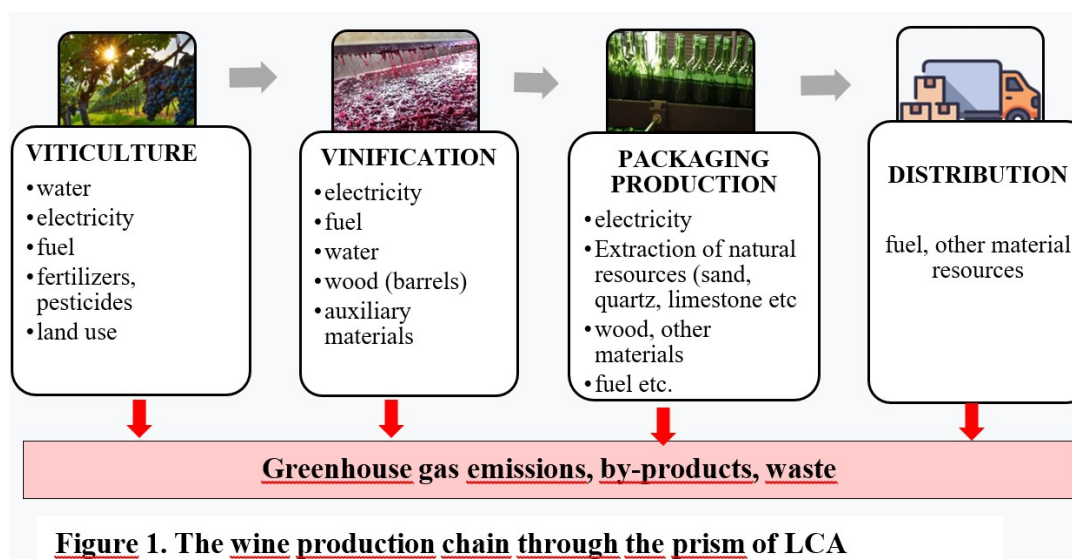 VITICULTURE
•water
•electricity
•fuel
•fertilizers,
pesticides
•land use
VINIFICATION
•electricity
•fuel
•water
•wood (barrels)
•auxiliary
materials
PACKAGING
PRODUCTION
•electricity
•Extraction of natural
resources (sand,
quartz, limestone etc
•wood, other
materials
•fuel etc.
DISTRIBUTION
fuel, other material
resources
Greenhouse gas emissions, by-products, waste
Figure 1. The wine production chain through the prism of LCA